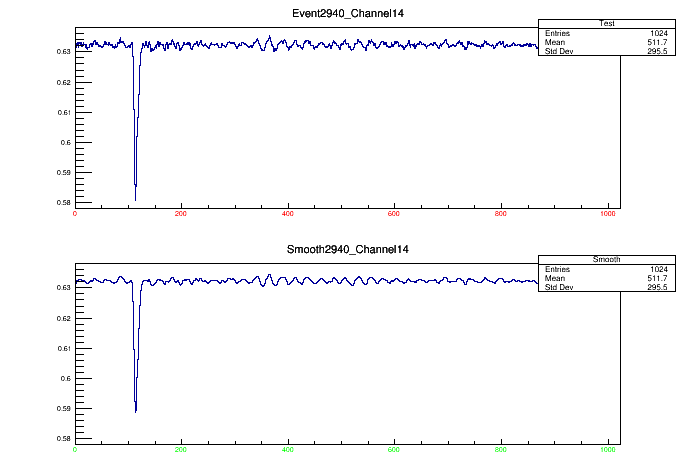 Event2940_Channel14
Test
Entries 1024
Mean 511.7
Std Dev 295.5
0.63
0.62
0.61
0.6
0.59
0.58
0 200 400 600 800 1000
Smooth2940_Channel14
Smooth
Entries 1024
Mean 511.7
Std Dev 295.5
0.63
0.62
0.61
0.6
0.59
0.58
0 200 400 600 800 1000